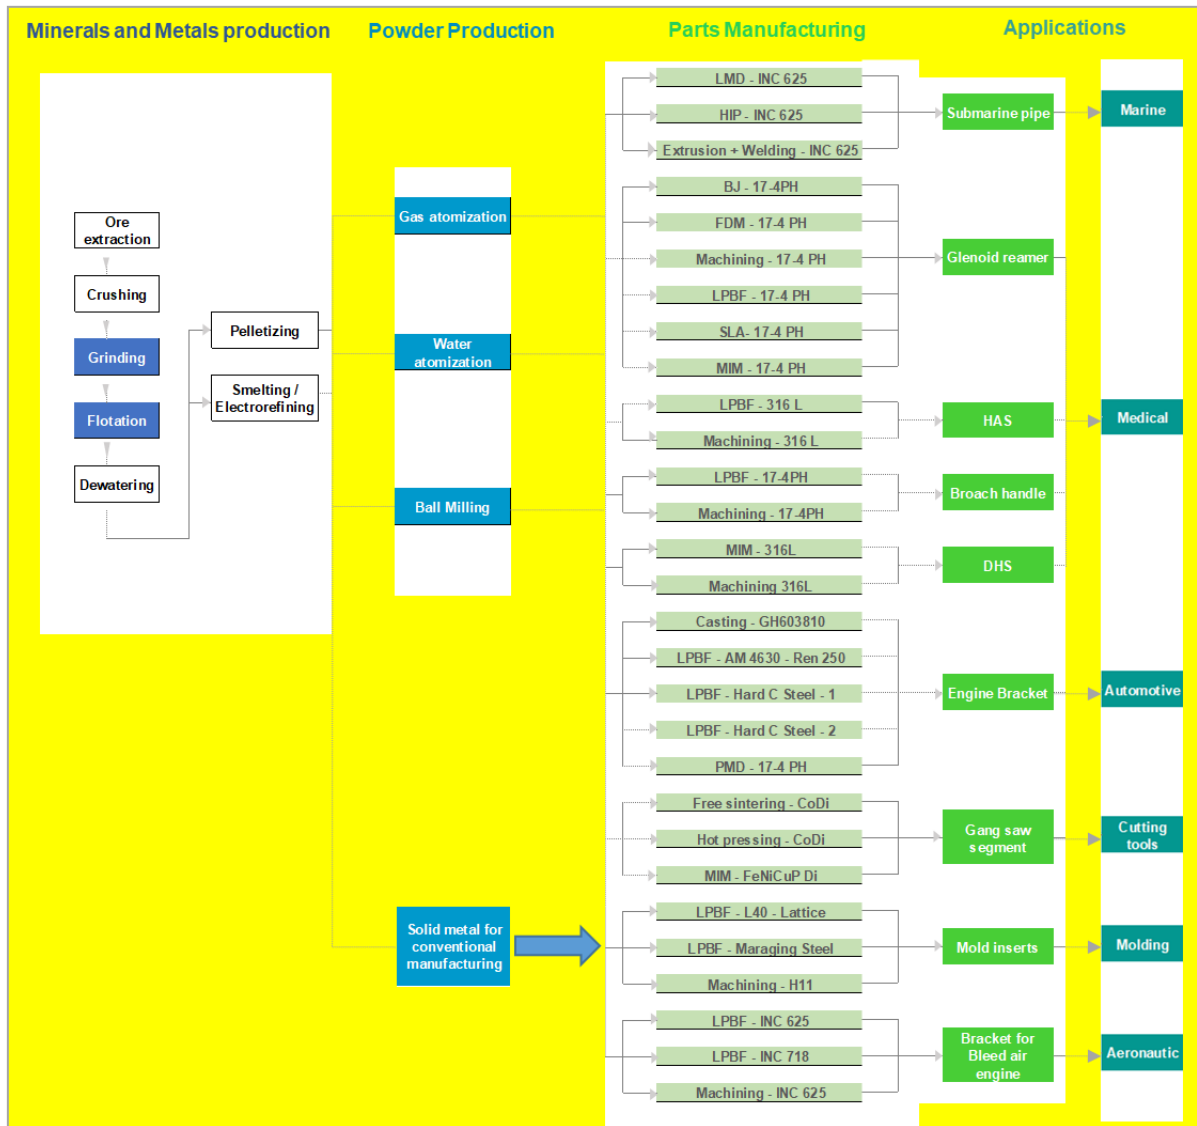 Minerals and Metals production
Powder Production
Parts Manufacturing
Applications
Ore
extraction
Crushing
Grinding
Flotation
Dewatering
Pelletizing
Smelting /
Electrorefining
Gas atomization
Water
atomization
Ball Milling
Solid metal for
conventional
manufacturing
LMD - INC 625
HIP - INC 625
Extrusion + Welding - INC 625
BJ - 17-4PH
FDM - 17-4 PH
Machining - 17-4 PH
LPBF - 17-4 PH
SLA- 17-4 PH
MIM - 17-4 PH
LPBF - 316 L
Machining - 316 L
LPBF - 17-4PH
Machining - 17-4PH
MIM - 316L
Machining 316L
Casting - GH603810
LPBF - AM 4630 - Ren 250
LPBF - Hard C Steel - 1
LPBF - Hard C Steel - 2
PMD - 17-4 PH
Free sintering - CoDi
Hot pressing - CoDi
MIM - FeNiCuP Di
LPBF - L40 - Lattice
LPBF - Maraging Steel
Machining - H11
LPBF - INC 625
LPBF - INC 718
Machining - INC 625
Submarine pipe
Glenoid reamer
HAS
Broach handle
DHS
Engine Bracket
Gang saw
segment
Mold inserts
Bracket for
Bleed air
engine
Marine
Medical
Automotive
Cutting
tools
Molding
Aeronautic